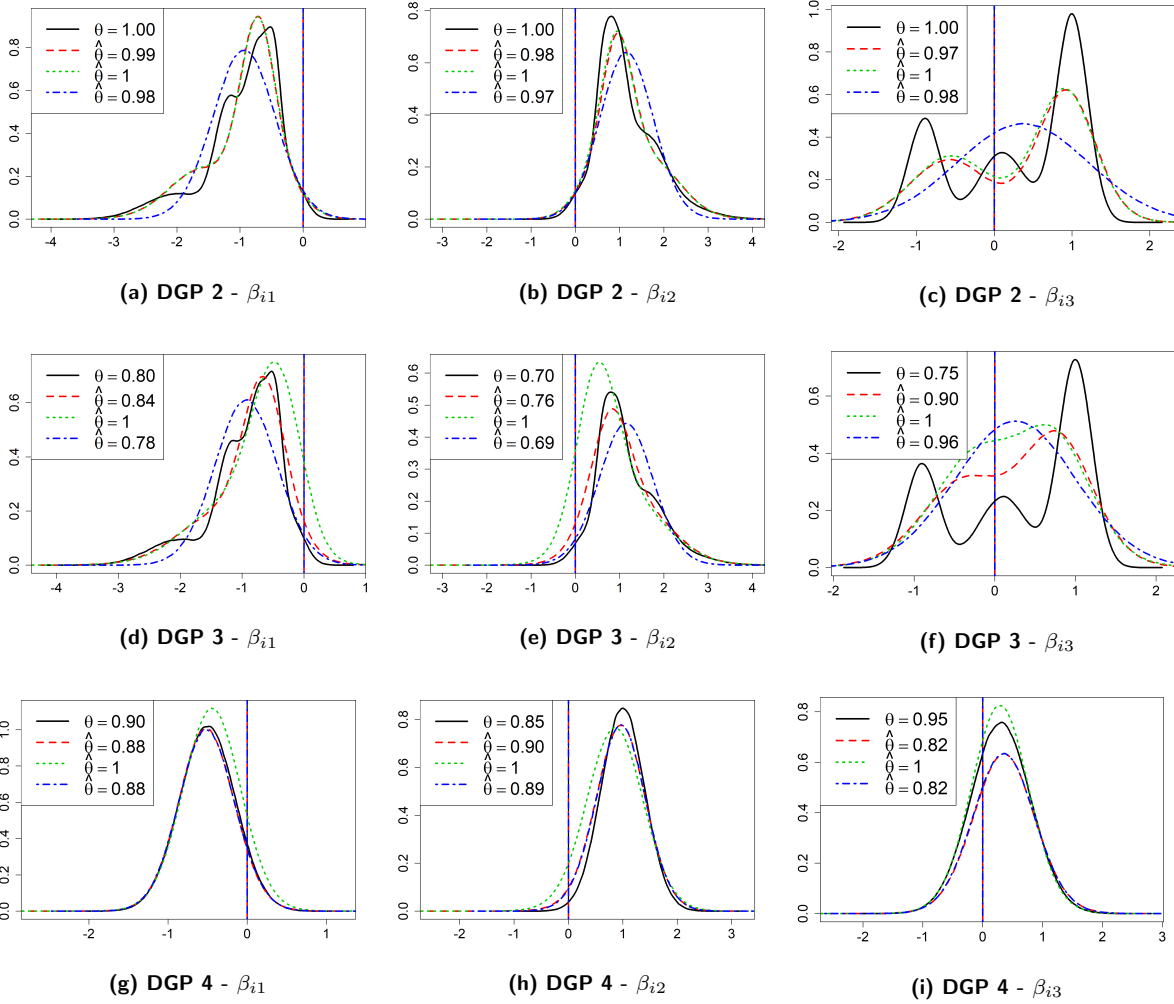 θ = 1.00
θ̂ = 0.99
θ̂ = 1
θ̂ = 0.98
0.0 0.2 0.4 0.6 0.8
-4 -3 -2 -1 0
(a) DGP 2 - βi1
θ = 1.00
θ̂ = 0.98
θ̂ = 1
θ̂ = 0.97
0.0 0.2 0.4 0.6 0.8
-3 -2 -1 0 1 2 3 4
(b) DGP 2 - βi2
θ = 1.00
θ̂ = 0.97
θ̂ = 1
θ̂ = 0.98
0.0 0.2 0.4 0.6 0.8 1.0
-2 -1 0 1 2
(c) DGP 2 - βi3
θ = 0.80
θ̂ = 0.84
θ̂ = 1
θ̂ = 0.78
0.0 0.2 0.4 0.6
-4 -3 -2 -1 0 1
(d) DGP 3 - βi1
θ = 0.70
θ̂ = 0.76
θ̂ = 1
θ̂ = 0.69
0.0 0.1 0.2 0.3 0.4 0.5 0.6
-3 -2 -1 0 1 2 3 4
(e) DGP 3 - βi2
θ = 0.75
θ̂ = 0.90
θ̂ = 1
θ̂ = 0.96
0.0 0.2 0.4 0.6
-2 -1 0 1 2
(f) DGP 3 - βi3
θ = 0.90
θ̂ = 0.88
θ̂ = 1
θ̂ = 0.88
0.0 0.2 0.4 0.6 0.8 1.0
-2 -1 0 1
(g) DGP 4 - βi1
θ = 0.85
θ̂ = 0.90
θ̂ = 1
θ̂ = 0.89
0.0 0.2 0.4 0.6 0.8
-2 -1 0 1 2 3
(h) DGP 4 - βi2
θ = 0.95
θ̂ = 0.82
θ̂ = 1
θ̂ = 0.82
0.0 0.2 0.4 0.6 0.8
-2 -1 0 1 2 3
(i) DGP 4 - βi3